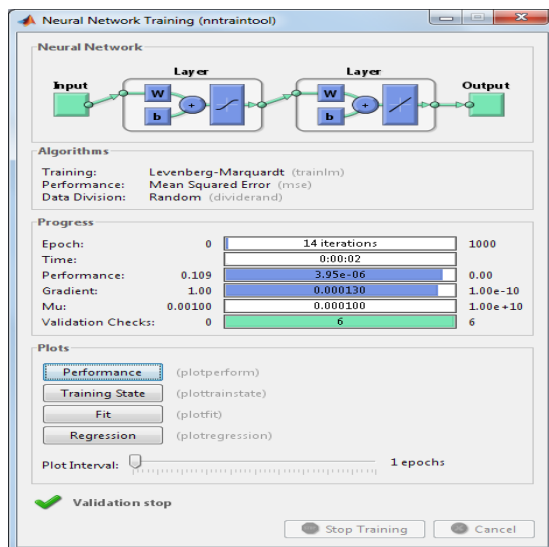 Neural Network Training (nntraintool)
Neural Network
Layer Layer
Input Output
W W
b b
+ +
Algorithms
Training: Levenberg-Marquardt (trainlm)
Performance: Mean Squared Error (mse)
Data Division: Random (dividerand)
Progress
Epoch: 0 14 iterations 1000
Time: 0:00:02
Performance: 0.109 3.95e-06 0.00
Gradient: 1.00 0.000130 1.00e-10
Mu: 0.00100 0.000100 1.00e+10
Validation Checks: 0 6 6
Plots
Performance (plotperform)
Training State (plottrainstate)
Fit (plotfit)
Regression (plotregression)
Plot Interval: 1 epochs
Validation stop
Stop Training Cancel